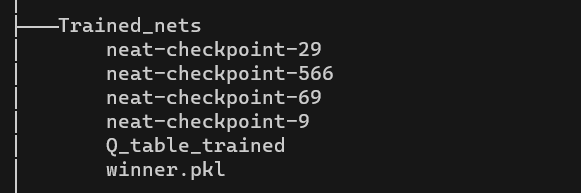 Trained_nets
neat-checkpoint-29
neat-checkpoint-566
neat-checkpoint-69
neat-checkpoint-9
Q_table_trained
winner.pkl